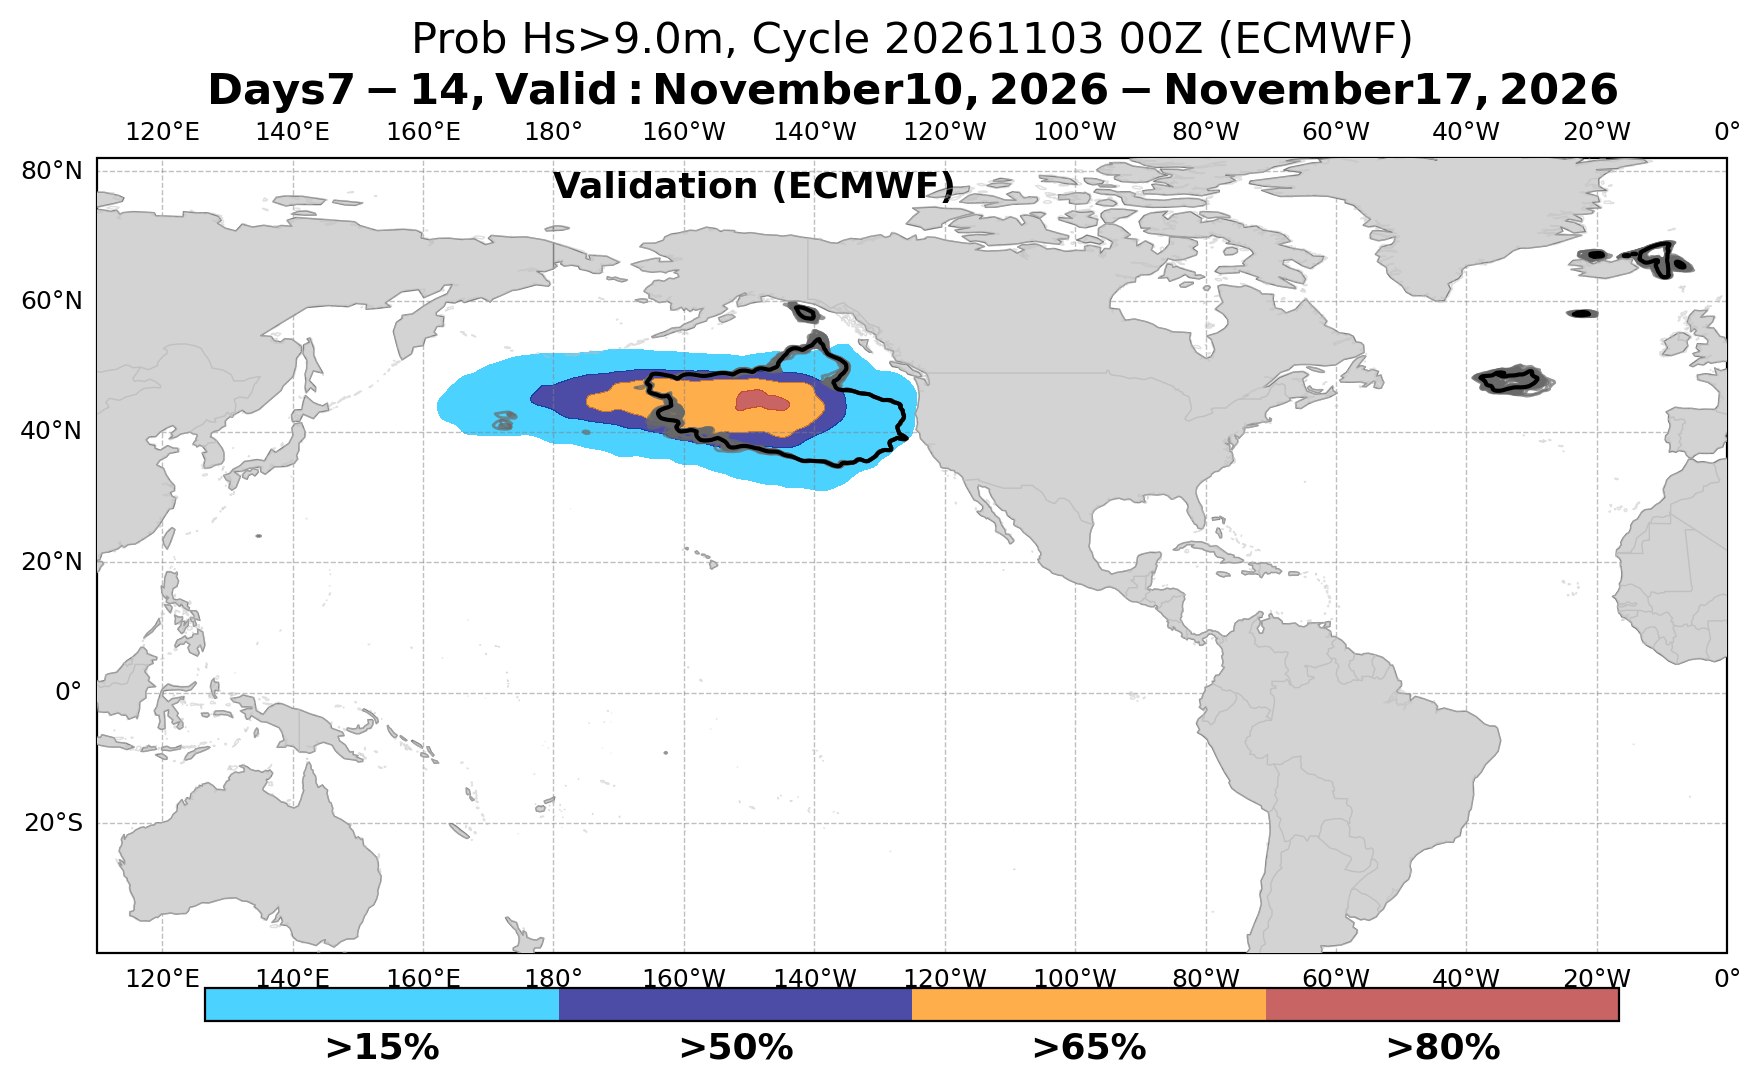 Prob Hs>9.0m, Cycle 20261103 00Z (ECMWF)
Days7 − 14, Valid : November10, 2026 − November17, 2026
120°E 140°E 160°E 180° 160°W 140°W 120°W 100°W 80°W 60°W 40°W 20°W 0°
80°N
Validation (ECMWF)
60°N
40°N
20°N
0°
20°S
120°E 140°E 160°E 180° 160°W 140°W 120°W 100°W 80°W 60°W 40°W 20°W 0°
>15% >50% >65% >80%